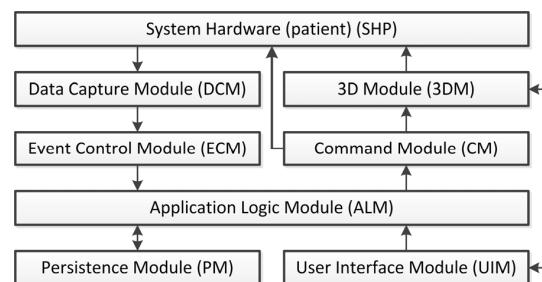 System Hardware (patient) (SHP)
Data Capture Module (DCM)
3D Module (3DM)
Event Control Module (ECM)
Command Module (CM)
Application Logic Module (ALM)
Persistence Module (PM)
User Interface Module (UIM)